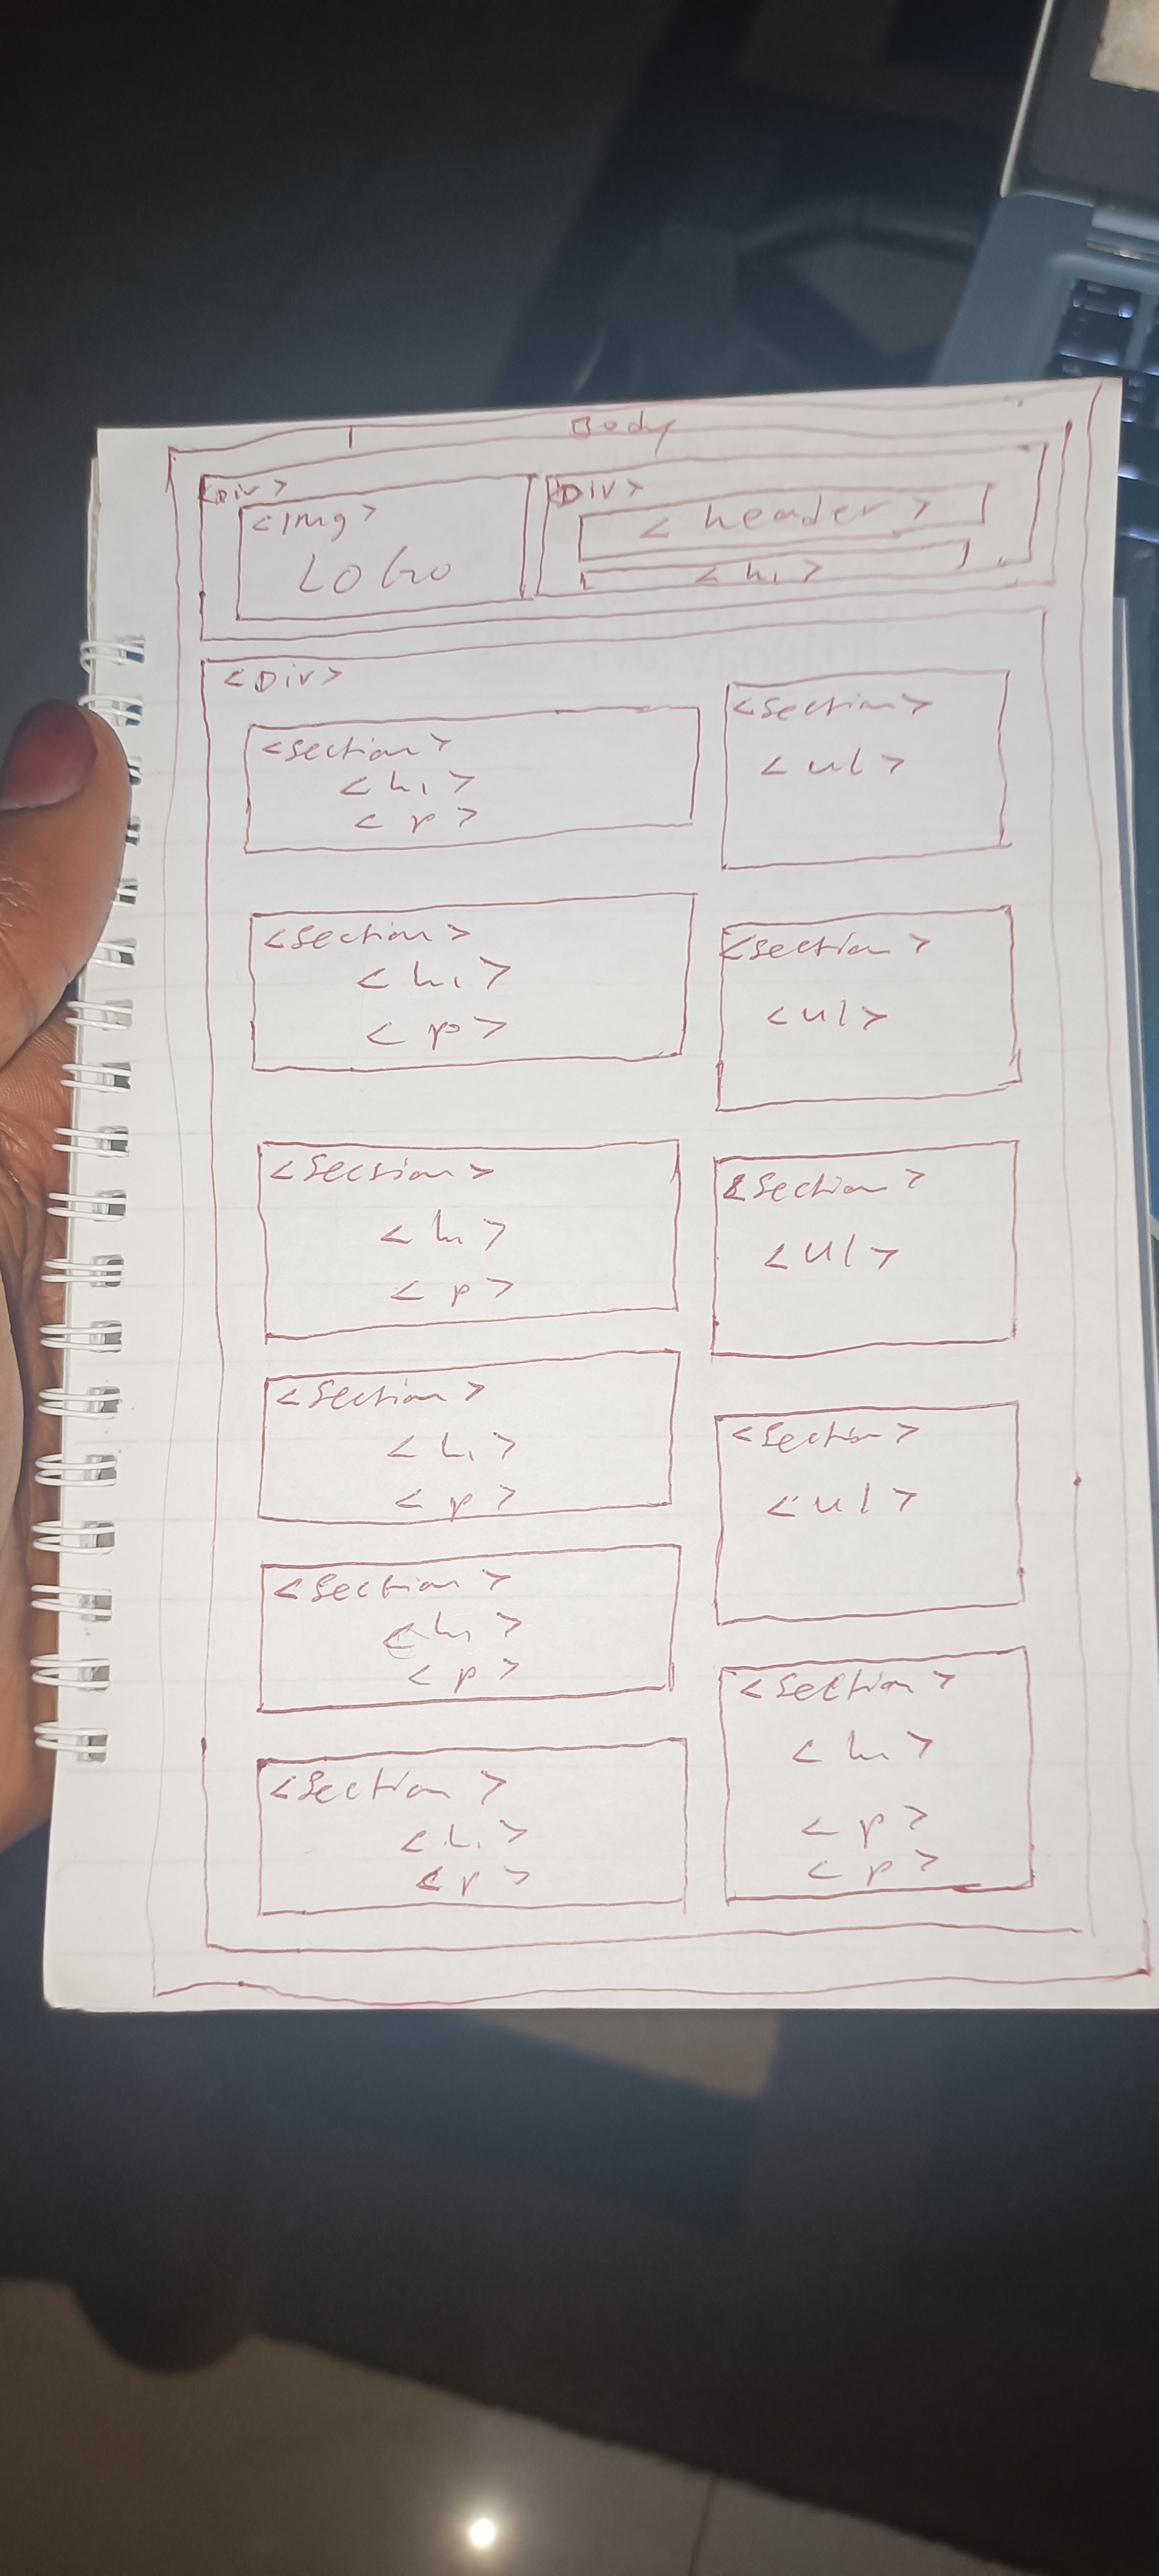 Body
<Div>
<Img>
LOGO
<Div>
< header >
< h1 >
<Div>
<Section>
< h1 >
< p >
<Section>
< h1 >
< p >
<Section>
< h1 >
< p >
<Section>
< h1 >
< p >
<Section>
< h1 >
< p >
<Section>
< h1 >
< p >
<Section>
< ul >
<Section>
< ul >
<Section>
< ul >
<Section>
< ul >
<Section>
< h1 >
< p >
< p >